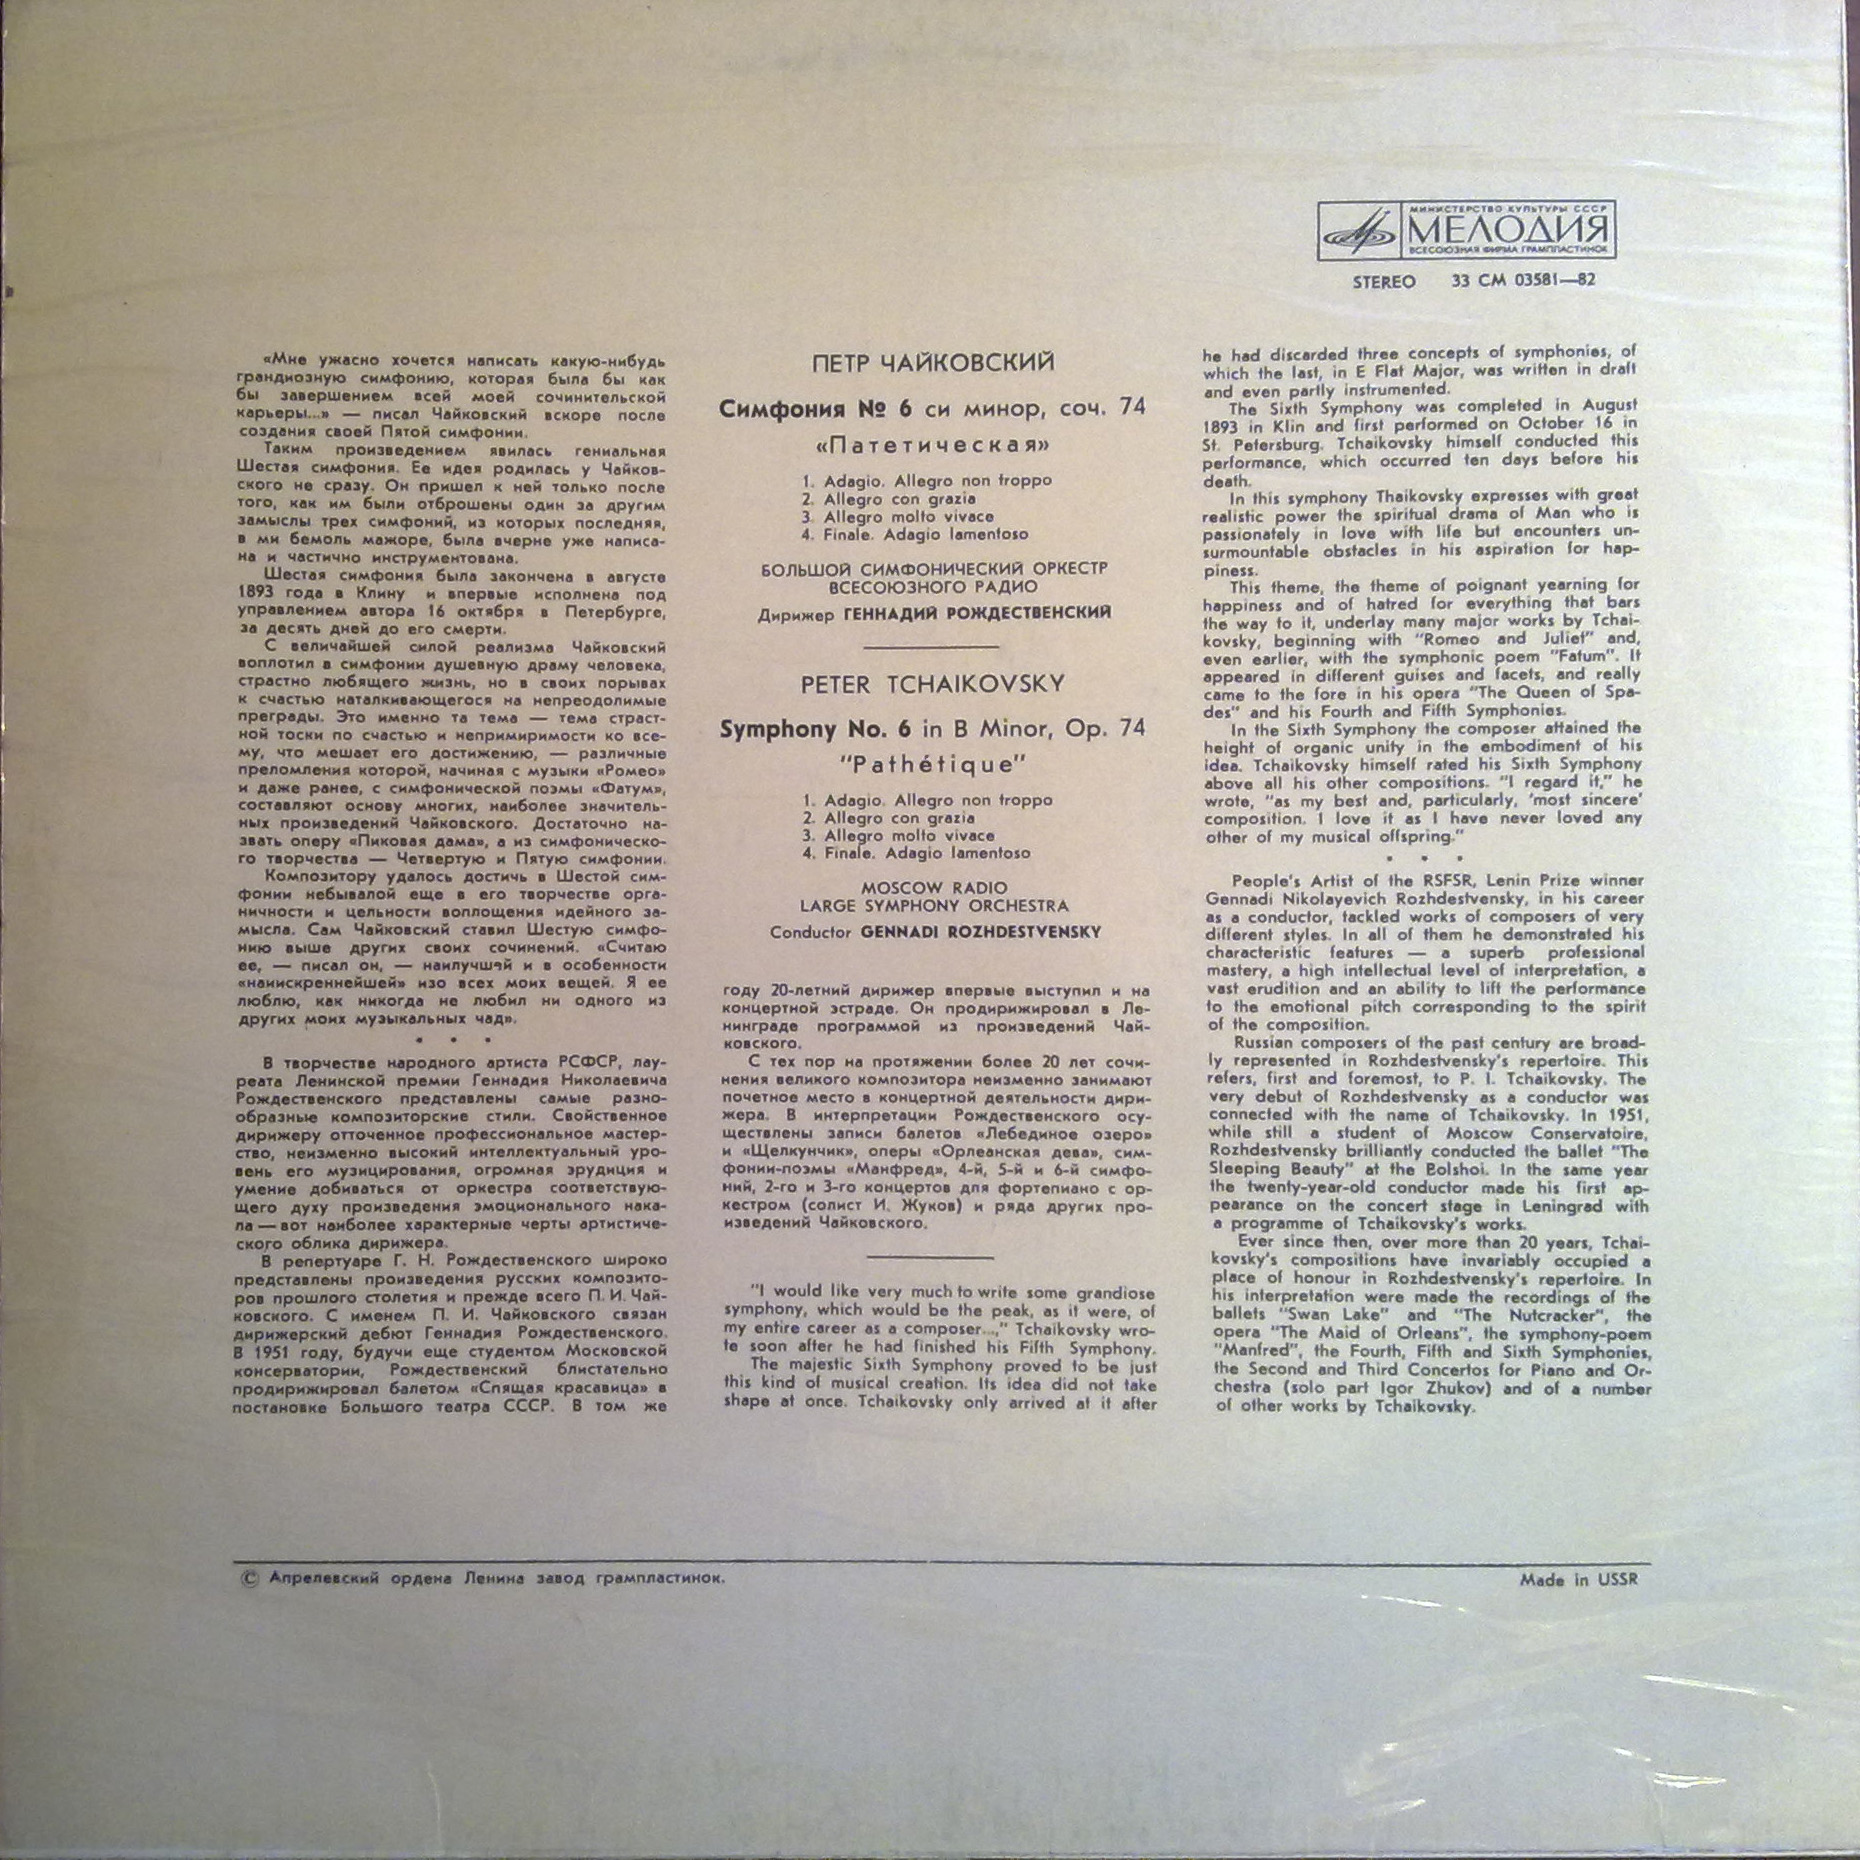 МИНИСТЕРСТВО КУЛЬТУРЫ СССР
МЕЛОДИЯ
ВСЕСОЮЗНАЯ ФИРМА ГРАМПЛАСТИНОК
STEREO 33 СМ 03581—82
«Мне ужасно хочется написать какую-нибудь
грандиозную симфонию, которая была бы как
бы завершением всей моей сочинительской
карьеры...» — писал Чайковский вскоре после
создания своей Пятой симфонии.
Таким произведением явилась гениальная
Шестая симфония. Ее идея родилась у Чайков-
ского не сразу. Он пришел к ней только после
того, как им были отброшены один за другим
замыслы трех симфоний, из которых последняя,
в ми бемоль мажоре, была вчерне уже написа-
на и частично инструментована.
Шестая симфония была закончена в августе
1893 года в Клину и впервые исполнена под
управлением автора 16 октября в Петербурге,
за десять дней до его смерти.
С величайшей силой реализма Чайковский
воплотил в симфонии душевную драму человека,
страстно любящего жизнь, но в своих порывах
к счастью наталкивающегося на непреодолимые
преграды. Это именно та тема — тема страст-
ной тоски по счастью и непримиримости ко все-
му, что мешает его достижению, — различные
преломления которой, начиная с музыки «Ромео»
и даже ранее, с симфонической поэмы «Фатум»,
составляют основу многих, наиболее значитель-
ных произведений Чайковского. Достаточно на-
звать оперу «Пиковая дама», а из симфоническо-
го творчества — Четвертую и Пятую симфонии.
Композитору удалось достичь в Шестой сим-
фонии небывалой еще в его творчестве орга-
ничности и цельности воплощения идейного за-
мысла. Сам Чайковский ставил Шестую симфо-
нию выше других своих сочинений. «Считаю
ее, — писал он, — наилучшей и в особенности
«наиискреннейшей» изо всех моих вещей. Я ее
люблю, как никогда не любил ни одного из
других моих музыкальных чад».
• • •
В творчестве народного артиста РСФСР, лау-
реата Ленинской премии Геннадия Николаевича
Рождественского представлены самые разно-
образные композиторские стили. Свойственное
дирижеру отточенное профессиональное мастер-
ство, неизменно высокий интеллектуальный уро-
вень его музицирования, огромная эрудиция и
умение добиваться от оркестра соответствую-
щего духу произведения эмоционального нака-
ла — вот наиболее характерные черты артистиче-
ского облика дирижера.
В репертуаре Г. Н. Рождественского широко
представлены произведения русских композито-
ров прошлого столетия и прежде всего П. И. Чай-
ковского. С именем П. И. Чайковского связан
дирижерский дебют Геннадия Рождественского.
В 1951 году, будучи еще студентом Московской
консерватории, Рождественский блистательно
продирижировал балетом «Спящая красавица» в
постановке Большого театра СССР. В том же
ПЕТР ЧАЙКОВСКИЙ
Симфония № 6 си минор, соч. 74
«Патетическая»
1. Adagio. Allegro non troppo
2. Allegro con grazia
3. Allegro molto vivace
4. Finale. Adagio lamentoso
БОЛЬШОЙ СИМФОНИЧЕСКИЙ ОРКЕСТР
ВСЕСОЮЗНОГО РАДИО
Дирижер ГЕННАДИЙ РОЖДЕСТВЕНСКИЙ
PETER TCHAIKOVSKY
Symphony No. 6 in B Minor, Op. 74
"Pathétique"
1. Adagio. Allegro non troppo
2. Allegro con grazia
3. Allegro molto vivace
4. Finale. Adagio lamentoso
MOSCOW RADIO
LARGE SYMPHONY ORCHESTRA
Conductor GENNADI ROZHDESTVENSKY
году 20-летний дирижер впервые выступил и на
концертной эстраде. Он продирижировал в Ле-
нинграде программой из произведений Чай-
ковского.
С тех пор на протяжении более 20 лет сочи-
нения великого композитора неизменно занимают
почетное место в концертной деятельности дири-
жера. В интерпретации Рождественского осу-
ществлены записи балетов «Лебединое озеро»
и «Щелкунчик», оперы «Орлеанская дева», сим-
фонии-поэмы «Манфред», 4-й, 5-й и 6-й симфо-
ний, 2-го и 3-го концертов для фортепиано с ор-
кестром (солист И. Жуков) и ряда других про-
изведений Чайковского.
"I would like very much to write some grandiose
symphony, which would be the peak, as it were, of
my entire career as a composer...," Tchaikovsky wro-
te soon after he had finished his Fifth Symphony.
The majestic Sixth Symphony proved to be just
this kind of musical creation. Its idea did not take
shape at once. Tchaikovsky only arrived at it after
he had discarded three concepts of symphonies, of
which the last, in E Flat Major, was written in draft
and even partly instrumented.
The Sixth Symphony was completed in August
1893 in Klin and first performed on October 16 in
St. Petersburg. Tchaikovsky himself conducted this
performance, which occurred ten days before his
death.
In this symphony Thaikovsky expresses with great
realistic power the spiritual drama of Man who is
passionately in love with life but encounters un-
surmountable obstacles in his aspiration for hap-
piness.
This theme, the theme of poignant yearning for
happiness and of hatred for everything that bars
the way to it, underlay many major works by Tchai-
kovsky, beginning with "Romeo and Juliet" and,
even earlier, with the symphonic poem "Fatum". It
appeared in different guises and facets, and really
came to the fore in his opera "The Queen of Spa-
des" and his Fourth and Fifth Symphonies.
In the Sixth Symphony the composer attained the
height of organic unity in the embodiment of his
idea. Tchaikovsky himself rated his Sixth Symphony
above all his other compositions. "I regard it," he
wrote, "as my best and, particularly, 'most sincere'
composition. I love it as I have never loved any
other of my musical offspring."
• • •
People's Artist of the RSFSR, Lenin Prize winner
Gennadi Nikolayevich Rozhdestvensky, in his career
as a conductor, tackled works of composers of very
different styles. In all of them he demonstrated his
characteristic features — a superb professional
mastery, a high intellectual level of interpretation, a
vast erudition and an ability to lift the performance
to the emotional pitch corresponding to the spirit
of the composition.
Russian composers of the past century are broad-
ly represented in Rozhdestvensky's repertoire. This
refers, first and foremost, to P. I. Tchaikovsky. The
very debut of Rozhdestvensky as a conductor was
connected with the name of Tchaikovsky. In 1951,
while still a student of Moscow Conservatoire,
Rozhdestvensky brilliantly conducted the ballet "The
Sleeping Beauty" at the Bolshoi. In the same year
the twenty-year-old conductor made his first ap-
pearance on the concert stage in Leningrad with
a programme of Tchaikovsky's works.
Ever since then, over more than 20 years, Tchai-
kovsky's compositions have invariably occupied a
place of honour in Rozhdestvensky's repertoire. In
his interpretation were made the recordings of the
ballets "Swan Lake" and "The Nutcracker", the
opera "The Maid of Orleans", the symphony-poem
"Manfred", the Fourth, Fifth and Sixth Symphonies,
the Second and Third Concertos for Piano and Or-
chestra (solo part Igor Zhukov) and of a number
of other works by Tchaikovsky.
© Апрелевский ордена Ленина завод грампластинок.
Made in USSR